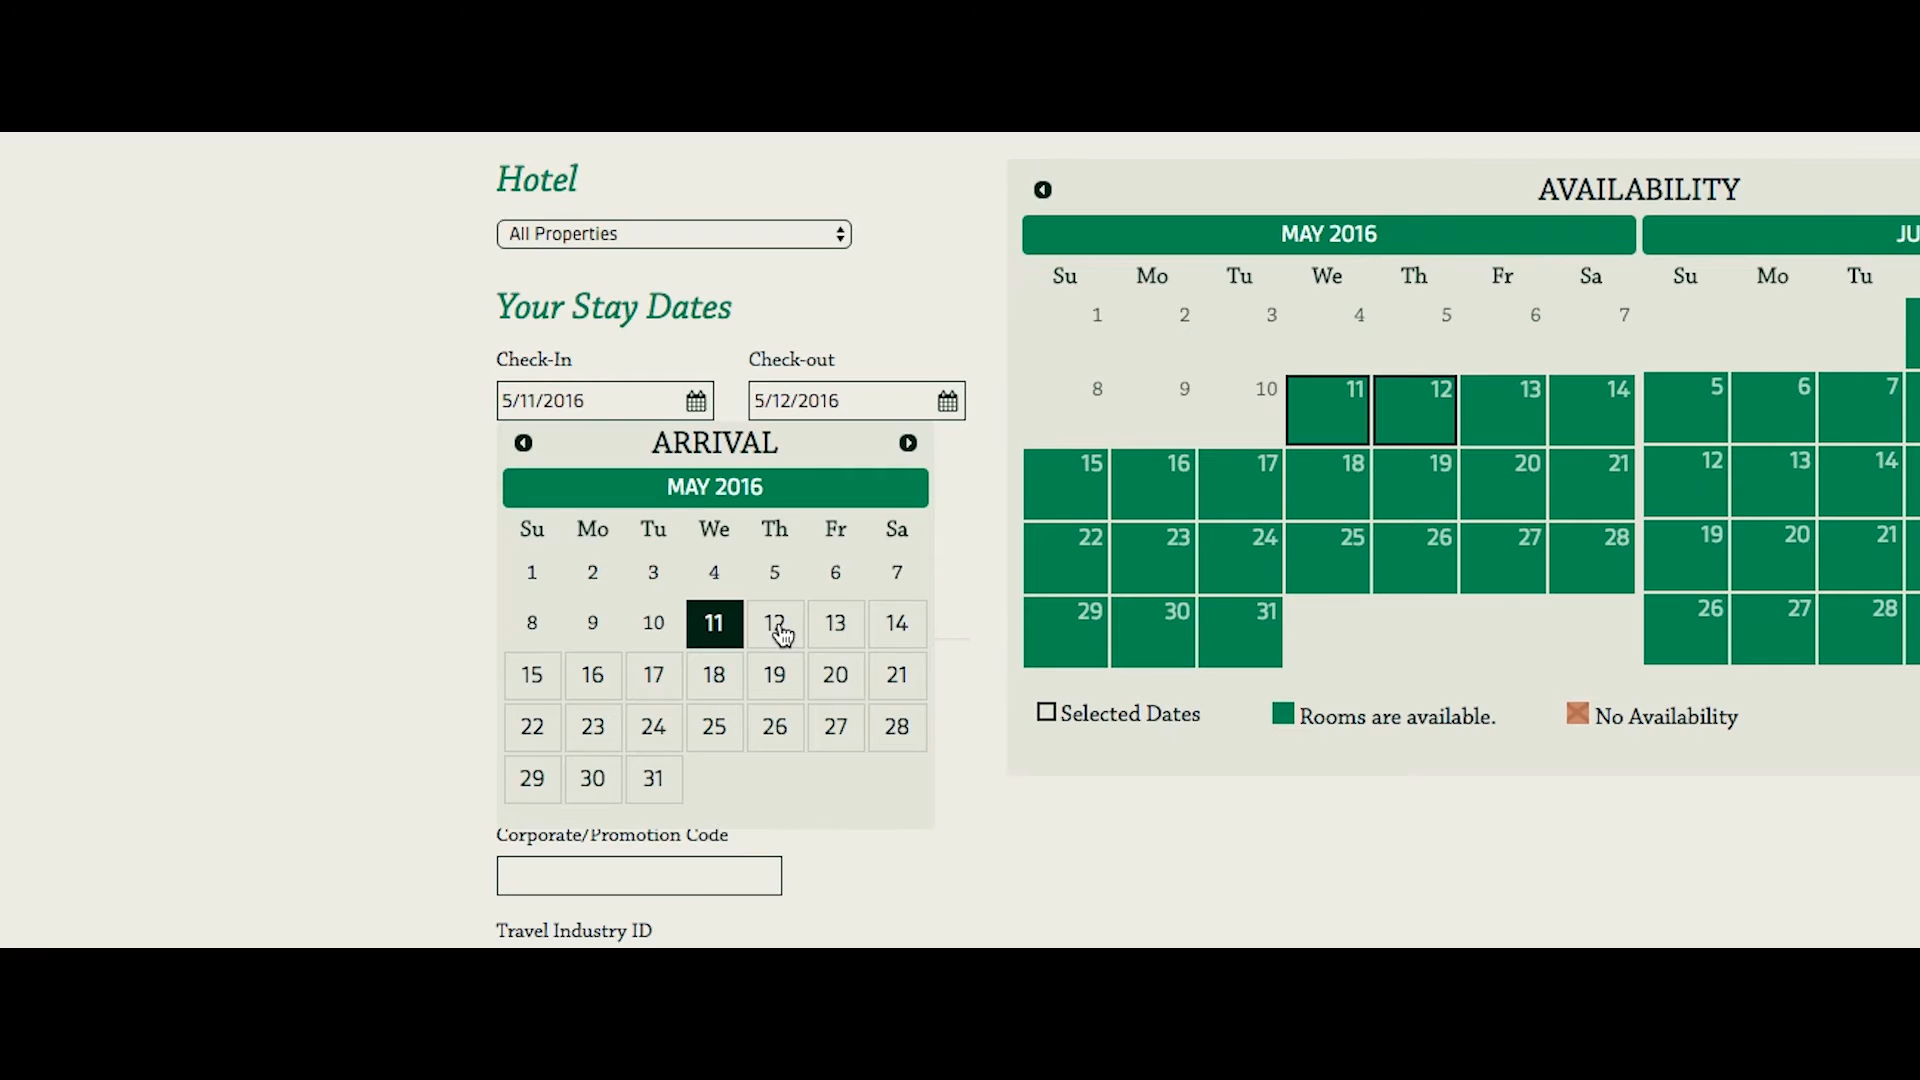 Hotel
All Properties
Your Stay Dates
Check-In Check-out
5/11/2016 5/12/2016
ARRIVAL
MAY 2016
Su Mo Tu We Th Fr Sa
1 2 3 4 5 6 7
8 9 10 11 12 13 14
15 16 17 18 19 20 21
22 23 24 25 26 27 28
29 30 31
Corporate/Promotion Code
Travel Industry ID
AVAILABILITY
MAY 2016
Su Mo Tu We Th Fr Sa
1 2 3 4 5 6 7
8 9 10 11 12 13 14
15 16 17 18 19 20 21
22 23 24 25 26 27 28
29 30 31
JU
Su Mo Tu
5 6 7
12 13 14
19 20 21
26 27 28
Selected Dates Rooms are available. No Availability